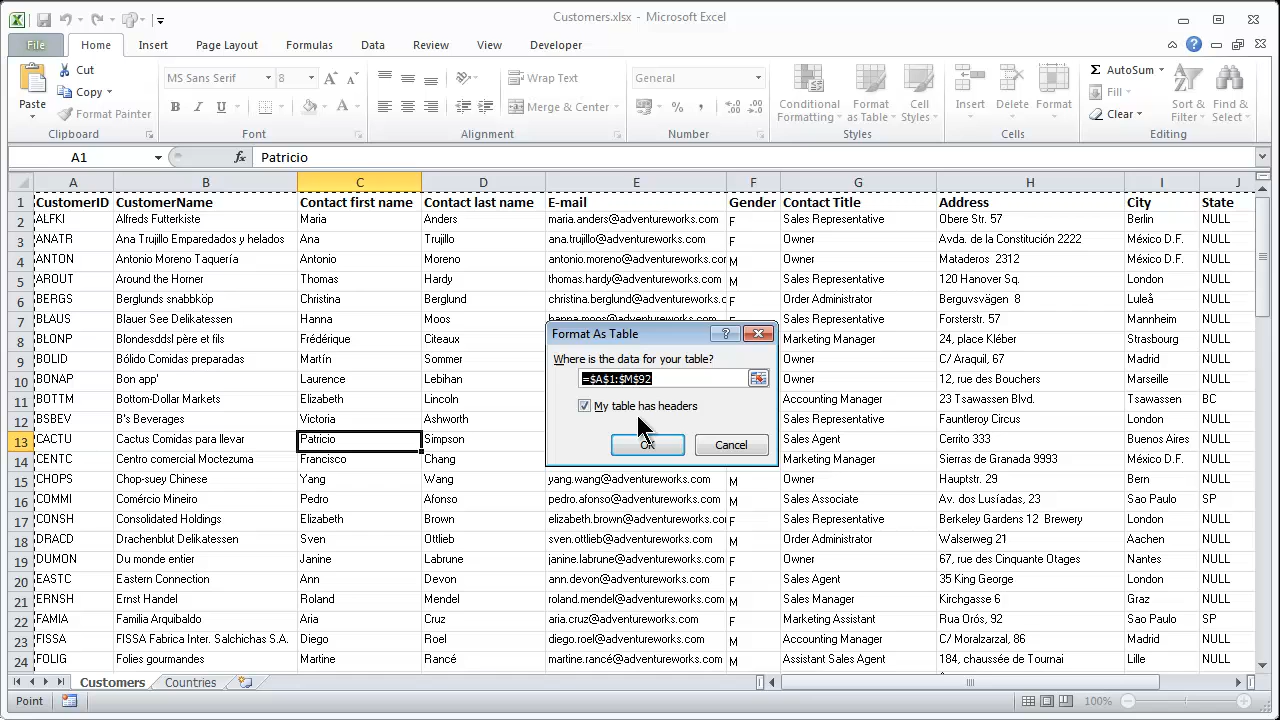 Customers.xlsx - Microsoft Excel
File Home Insert Page Layout Formulas Data Review View Developer
Paste Cut Copy Format Painter Clipboard
MS Sans Serif 8 B I U A Font
Wrap Text Merge & Center Alignment
General % , Number
Conditional Formatting Format as Table Cell Styles Styles
Insert Delete Format Cells
AutoSum Fill Clear Sort & Filter Find & Select Editing
A1 fx Patricio
A B C D E F G H I J
1 CustomerID CustomerName Contact first name Contact last name E-mail Gender Contact Title Address City State
2 ALFKI Alfreds Futterkiste Maria Anders maria.anders@adventureworks.com F Sales Representative Obere Str. 57 Berlin NULL
3 ANATR Ana Trujillo Emparedados y helados Ana Trujillo ana.trujillo@adventureworks.com F Owner Avda. de la Constitución 2222 México D.F. NULL
4 ANTON Antonio Moreno Taquería Antonio Moreno antonio.moreno@adventureworks.com M Owner Mataderos 2312 México D.F. NULL
5 AROUT Around the Horner Thomas Hardy thomas.hardy@adventureworks.com M Sales Representative 120 Hanover Sq. London NULL
6 BERGS Berglunds snabbköp Christina Berglund christina.berglund@adventureworks.c F Order Administrator Berguvsvägen 8 Luleå NULL
7 BLAUS Blauer See Delikatessen Hanna Moos hanna.moos@adventureworks.com Sales Representative Forsterstr. 57 Mannheim NULL
8 BLONP Blondesddsl père et fils Frédérique Citeaux Marketing Manager 24, place Kléber Strasbourg NULL
9 BOLID Bólido Comidas preparadas Martín Sommer Owner C/ Araquil, 67 Madrid NULL
10 BONAP Bon app' Laurence Lebihan Owner 12, rue des Bouchers Marseille NULL
11 BOTTM Bottom-Dollar Markets Elizabeth Lincoln Accounting Manager 23 Tsawassen Blvd. Tsawassen BC
12 BSBEV B's Beverages Victoria Ashworth Sales Representative Fauntleroy Circus London NULL
13 CACTU Cactus Comidas para llevar Patricio Simpson Sales Agent Cerrito 333 Buenos Aires NULL
14 CENTC Centro comercial Moctezuma Francisco Chang Marketing Manager Sierras de Granada 9993 México D.F. NULL
15 CHOPS Chop-suey Chinese Yang Wang yang.wang@adventureworks.com M Owner Hauptstr. 29 Bern NULL
16 COMMI Comércio Mineiro Pedro Afonso pedro.afonso@adventureworks.com M Sales Associate Av. dos Lusíadas, 23 Sao Paulo SP
17 CONSH Consolidated Holdings Elizabeth Brown elizabeth.brown@adventureworks.com F Sales Representative Berkeley Gardens 12 Brewery London NULL
18 DRACD Drachenblut Delikatessen Sven Ottlieb sven.ottlieb@adventureworks.com M Order Administrator Walserweg 21 Aachen NULL
19 DUMON Du monde entier Janine Labrune janine.labrune@adventureworks.com F Owner 67, rue des Cinquante Otages Nantes NULL
20 EASTC Eastern Connection Ann Devon ann.devon@adventureworks.com F Sales Agent 35 King George London NULL
21 ERNSH Ernst Handel Roland Mendel roland.mendel@adventureworks.com M Sales Manager Kirchgasse 6 Graz NULL
22 FAMIA Familia Arquibaldo Aria Cruz aria.cruz@adventureworks.com F Marketing Assistant Rua Orós, 92 Sao Paulo SP
23 FISSA FISSA Fabrica Inter. Salchichas S.A. Diego Roel diego.roel@adventureworks.com M Accounting Manager C/ Moralzarzal, 86 Madrid NULL
24 FOLIG Folies gourmandes Martine Rancé martine.rancé@adventureworks.com M Assistant Sales Agent 184, chaussée de Tournai Lille NULL
Format As Table
Where is the data for your table?
=$A$1:$M$92
My table has headers
OK Cancel
Customers Countries
Point 100%